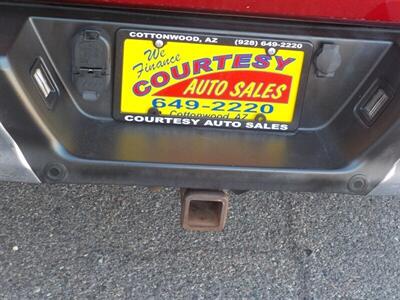 COTTONWOOD, AZ (928) 649-2220
We
Finance
COURTESY
AUTO SALES
649-2220
Cottonwood, AZ
COURTESY AUTO SALES